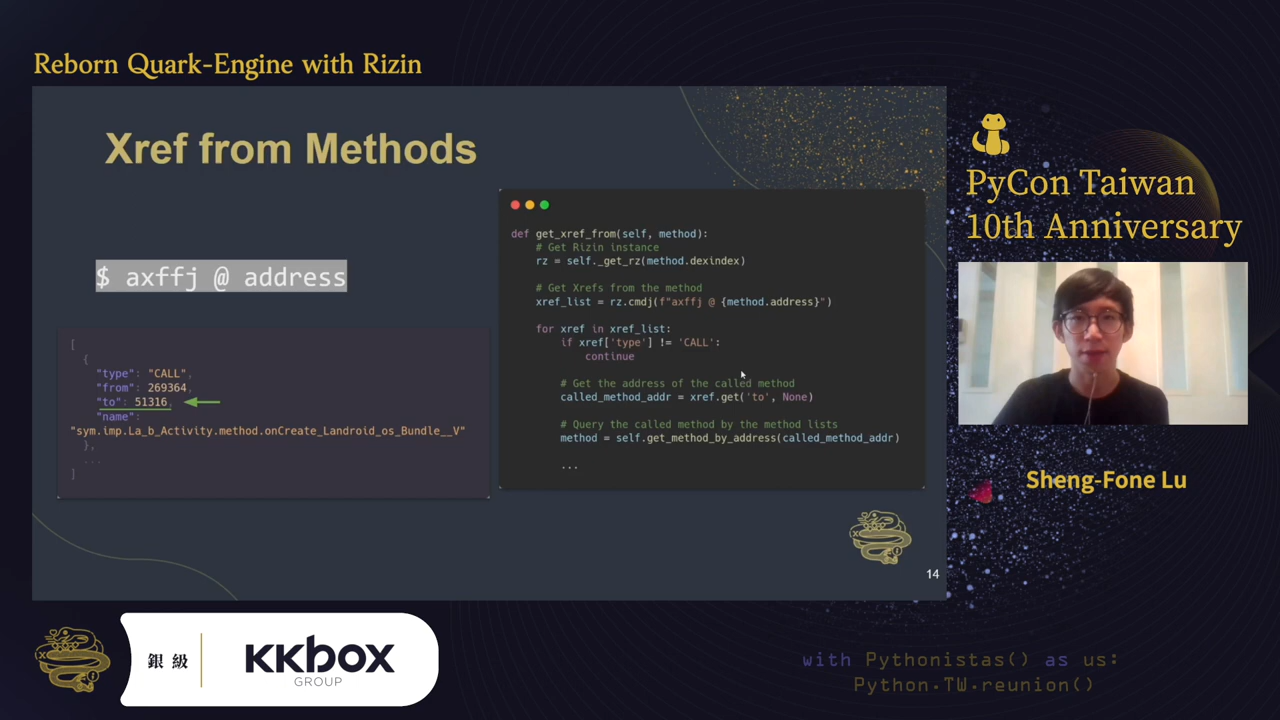 Reborn Quark-Engine with Rizin
Xref from Methods
$ axffj @ address
[
{
"type": "CALL",
"from": 269364,
"to": 51316,
"name":
"sym.imp.La_b_Activity.method.onCreate_Landroid_os_Bundle__V"
},
...
]
def get_xref_from(self, method):
# Get Rizin instance
rz = self._get_rz(method.dexindex)
# Get Xrefs from the method
xref_list = rz.cmdj(f"axffj @ {method.address}")
for xref in xref_list:
if xref['type'] != 'CALL':
continue
# Get the address of the called method
called_method_addr = xref.get('to', None)
# Query the called method by the method lists
method = self.get_method_by_address(called_method_addr)
...
14
PyCon Taiwan
10th Anniversary
Sheng-Fone Lu
銀級
KKBOX
GROUP
with Pythonistas() as us:
Python.TW.reunion()